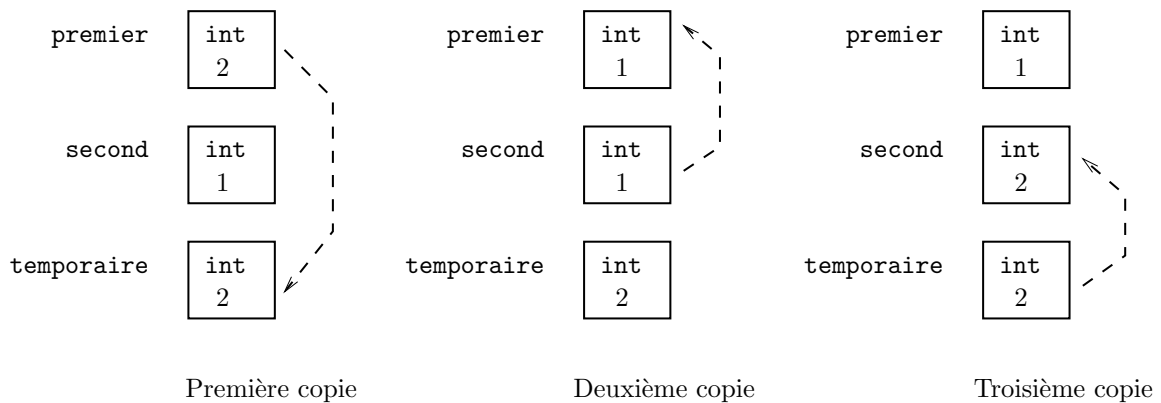 premier int premier int premier int
2 1 1
second int second int second int
1 1 2
temporaire int temporaire int temporaire int
2 2 2
Première copie Deuxième copie Troisième copie